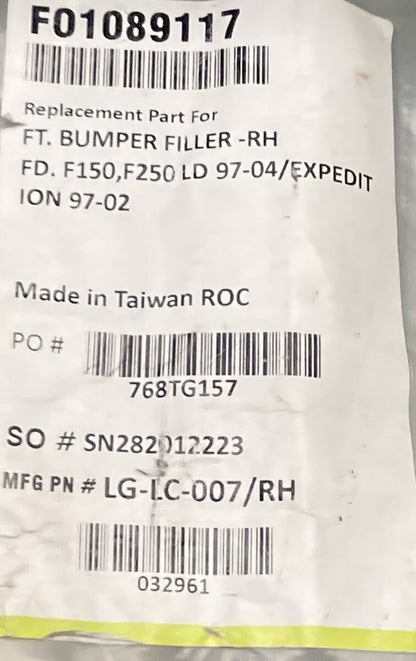 F01089117
Replacement Part For
FT. BUMPER FILLER -RH
FD. F150,F250 LD 97-04/EXPEDIT
ION 97-02
Made in Taiwan ROC
PO #
768TG157
SO # SN282012223
MFG PN # LG-LC-007/RH
032961